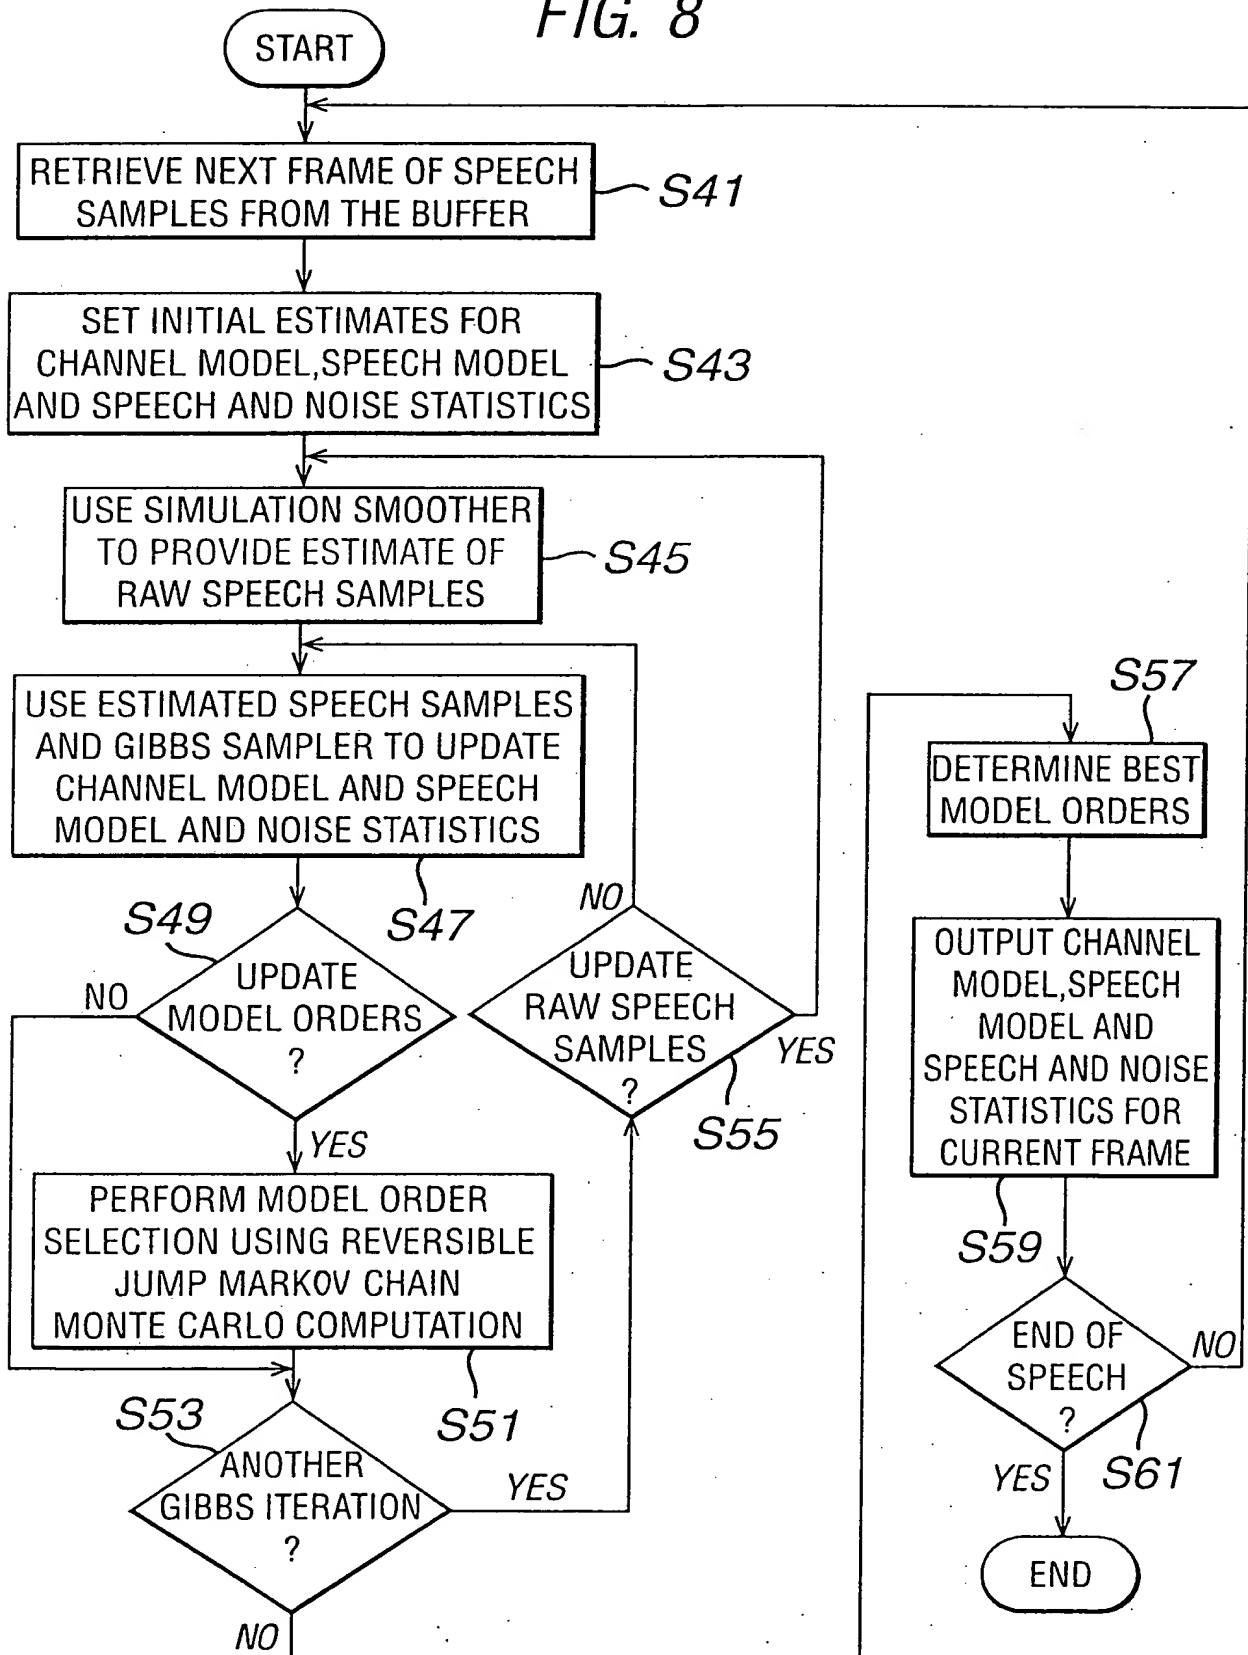 FIG. 8
START
RETRIEVE NEXT FRAME OF SPEECH
SAMPLES FROM THE BUFFER
S41
SET INITIAL ESTIMATES FOR
CHANNEL MODEL,SPEECH MODEL
AND SPEECH AND NOISE STATISTICS
S43
USE SIMULATION SMOOTHER
TO PROVIDE ESTIMATE OF
RAW SPEECH SAMPLES
S45
USE ESTIMATED SPEECH SAMPLES
AND GIBBS SAMPLER TO UPDATE
CHANNEL MODEL AND SPEECH
MODEL AND NOISE STATISTICS
S47
S49
UPDATE
MODEL ORDERS
?
NO
YES
PERFORM MODEL ORDER
SELECTION USING REVERSIBLE
JUMP MARKOV CHAIN
MONTE CARLO COMPUTATION
S51
S53
ANOTHER
GIBBS ITERATION
?
YES
NO
NO
UPDATE
RAW SPEECH
SAMPLES
?
YES
S55
S57
DETERMINE BEST
MODEL ORDERS
OUTPUT CHANNEL
MODEL,SPEECH
MODEL AND
SPEECH AND NOISE
STATISTICS FOR
CURRENT FRAME
S59
END OF
SPEECH
?
NO
S61
YES
END